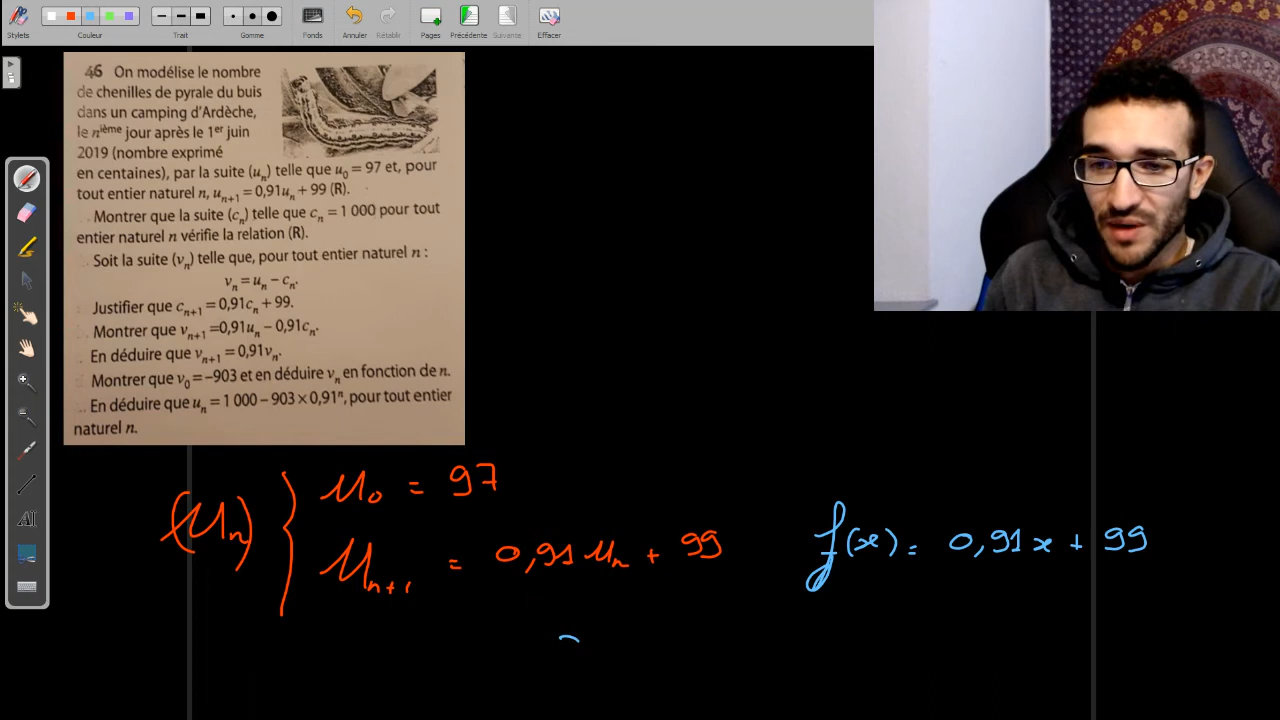 Stylets
Couleur
Trait
Gomme
Fonds
Annuler
Rétablir
Pages
Précédente
Suivante
Effacer
46 On modélise le nombre
de chenilles de pyrale du buis
dans un camping d'Ardèche,
le nième jour après le 1er juin
2019 (nombre exprimé
en centaines), par la suite (un) telle que u0 = 97 et, pour
tout entier naturel n, un+1 = 0,91un + 99 (R).
Montrer que la suite (cn) telle que cn = 1 000 pour tout
entier naturel n vérifie la relation (R).
Soit la suite (vn) telle que, pour tout entier naturel n :
vn = un − cn.
Justifier que cn+1 = 0,91cn + 99.
Montrer que vn+1 =0,91un − 0,91cn.
En déduire que vn+1 = 0,91vn.
Montrer que v0 = −903 et en déduire vn en fonction de n.
En déduire que un = 1 000 − 903 × 0,91n, pour tout entier
naturel n.
AI
(un) { u0 = 97
un+1 = 0,91 un + 99
f(x) = 0,91 x + 99